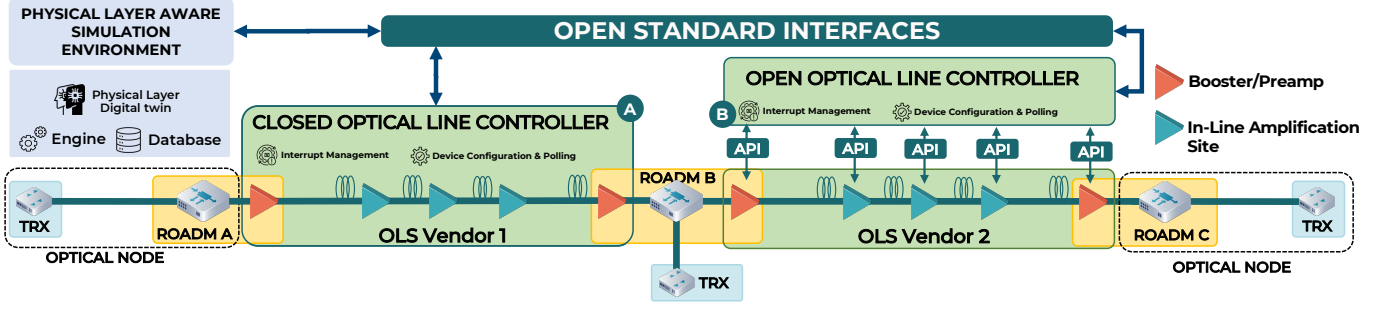 PHYSICAL LAYER AWARE
SIMULATION
ENVIRONMENT
OPEN STANDARD INTERFACES
Physical Layer
Digital twin
Engine
Database
A
CLOSED OPTICAL LINE CONTROLLER
Interrupt Management
Device Configuration & Polling
OPEN OPTICAL LINE CONTROLLER
B
Interrupt Management
Device Configuration & Polling
API
API
API
API
API
Booster/Preamp
In-Line Amplification
Site
TRX
ROADM A
OPTICAL NODE
OLS Vendor 1
ROADM B
TRX
OLS Vendor 2
ROADM C
TRX
OPTICAL NODE